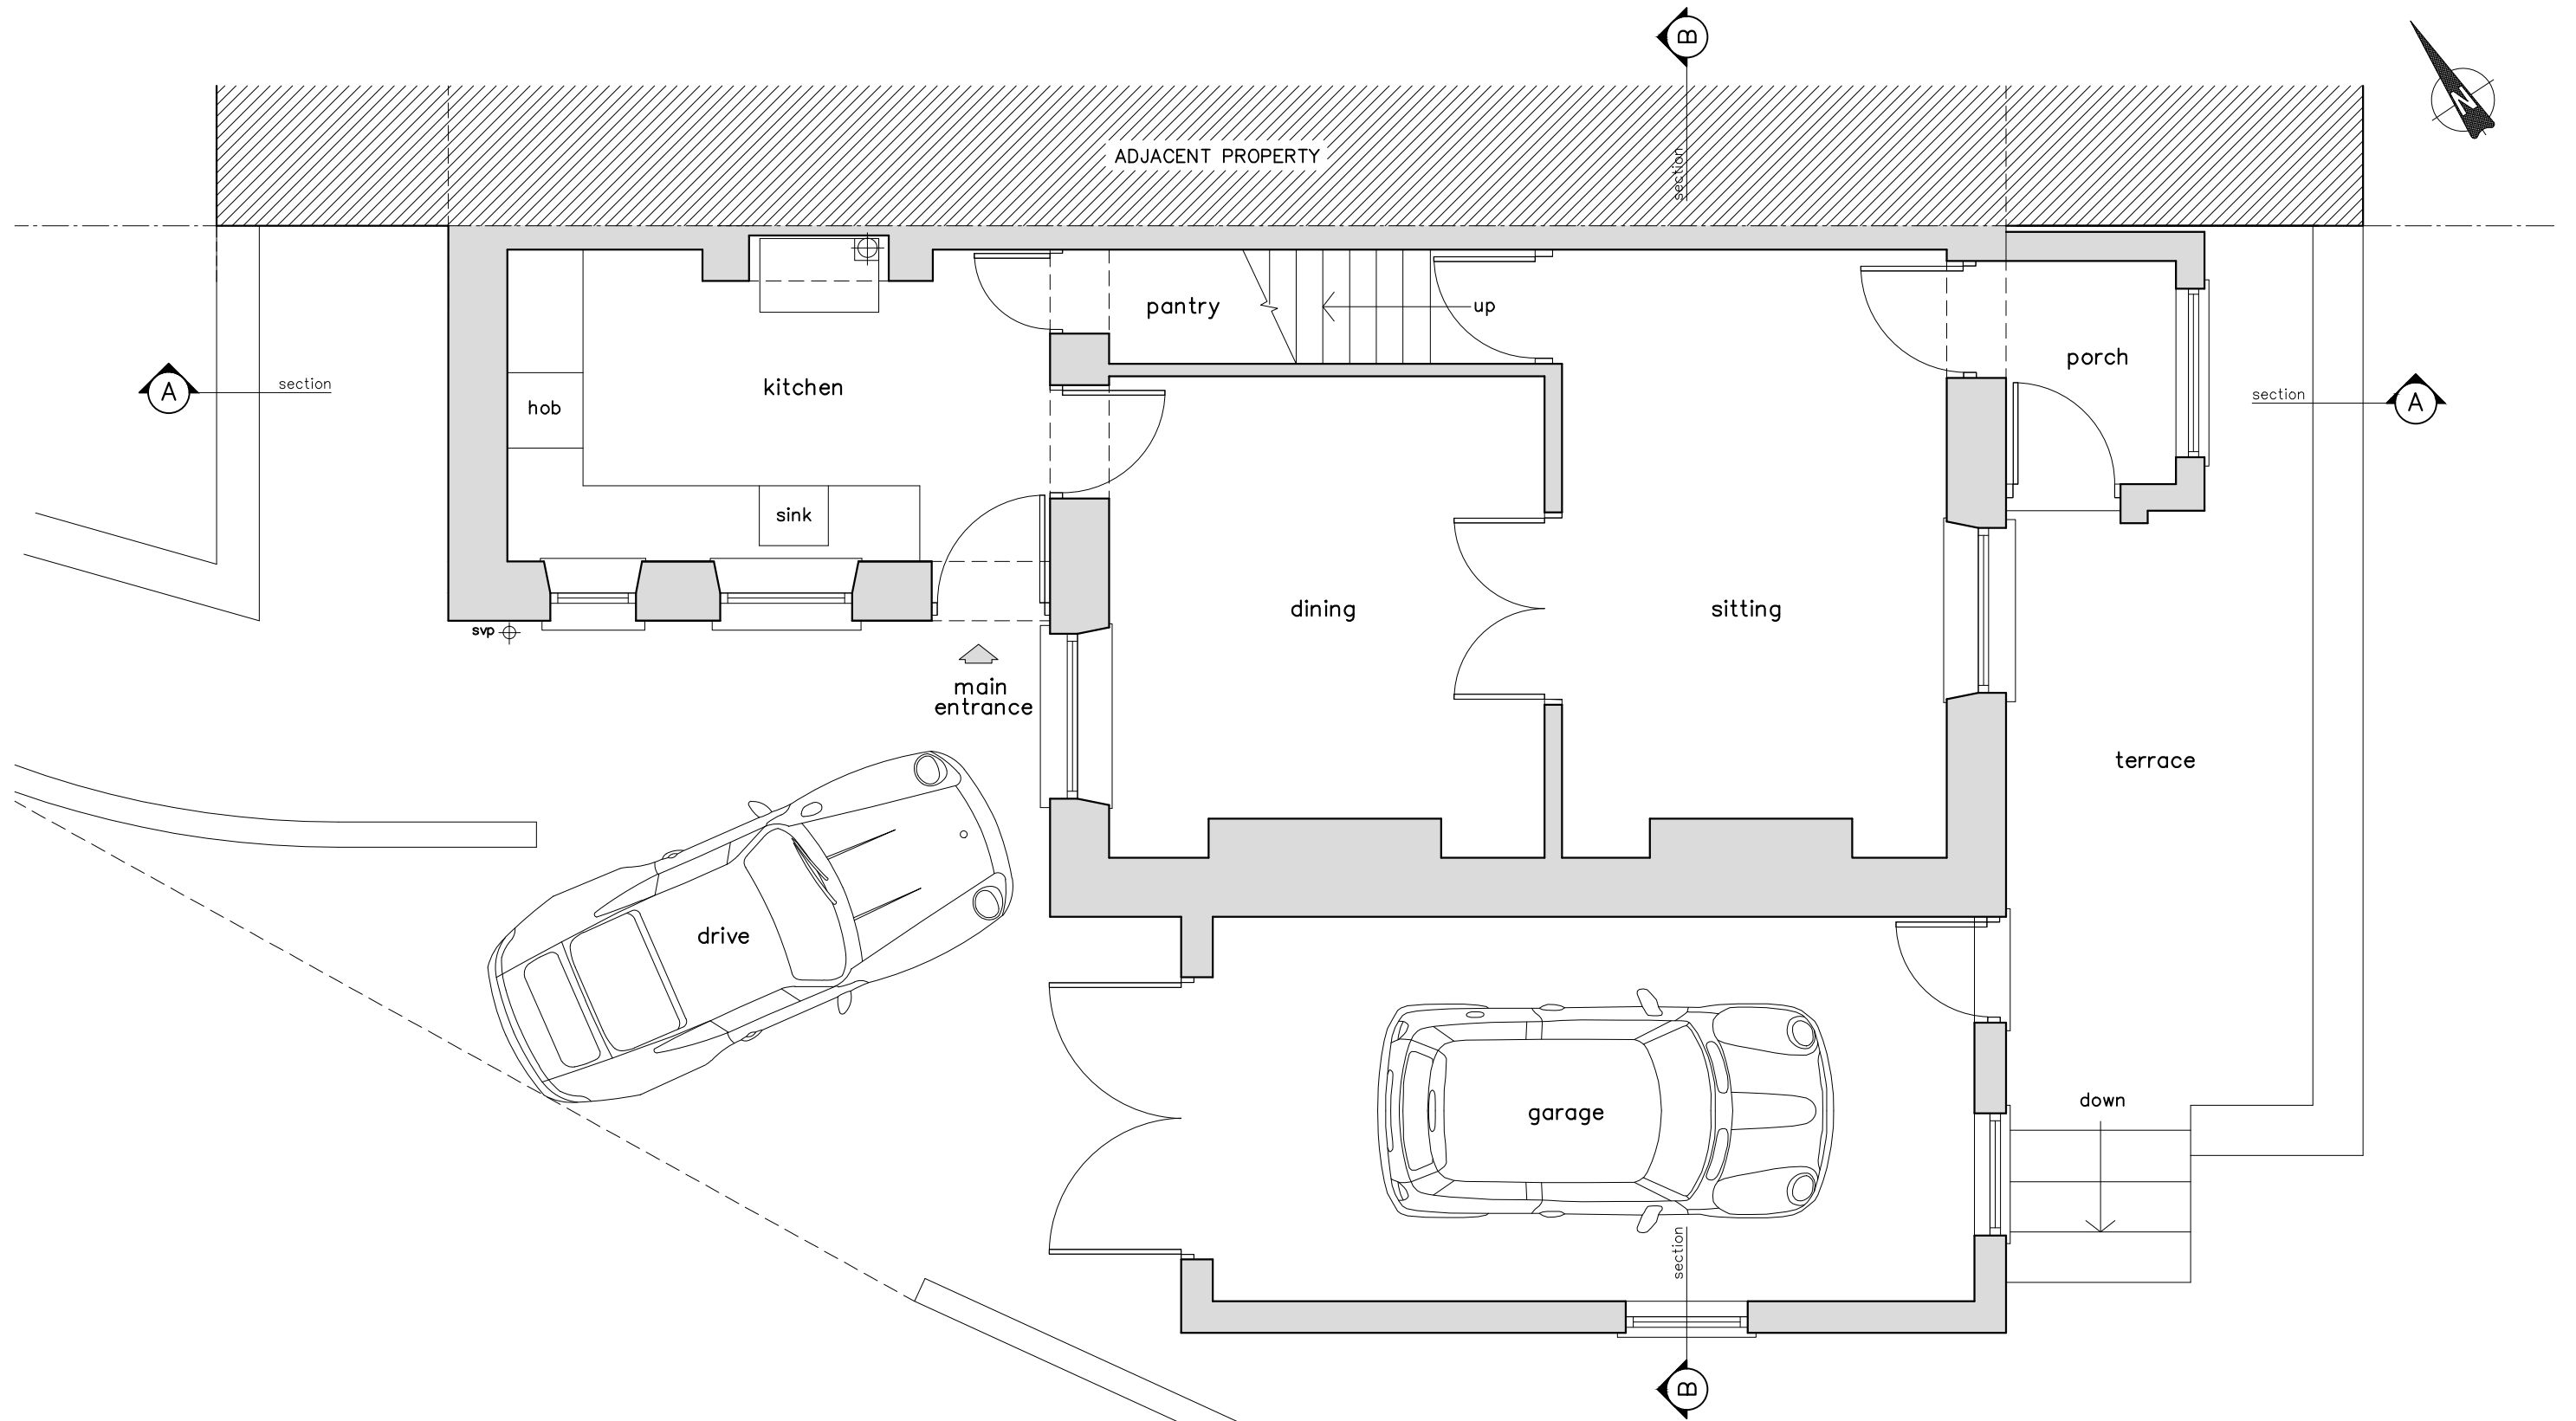 B
N
section
ADJACENT PROPERTY
pantry
up
porch
A
section
kitchen
hob
section
A
sink
svp
dining
sitting
main
entrance
terrace
drive
garage
down
section
B